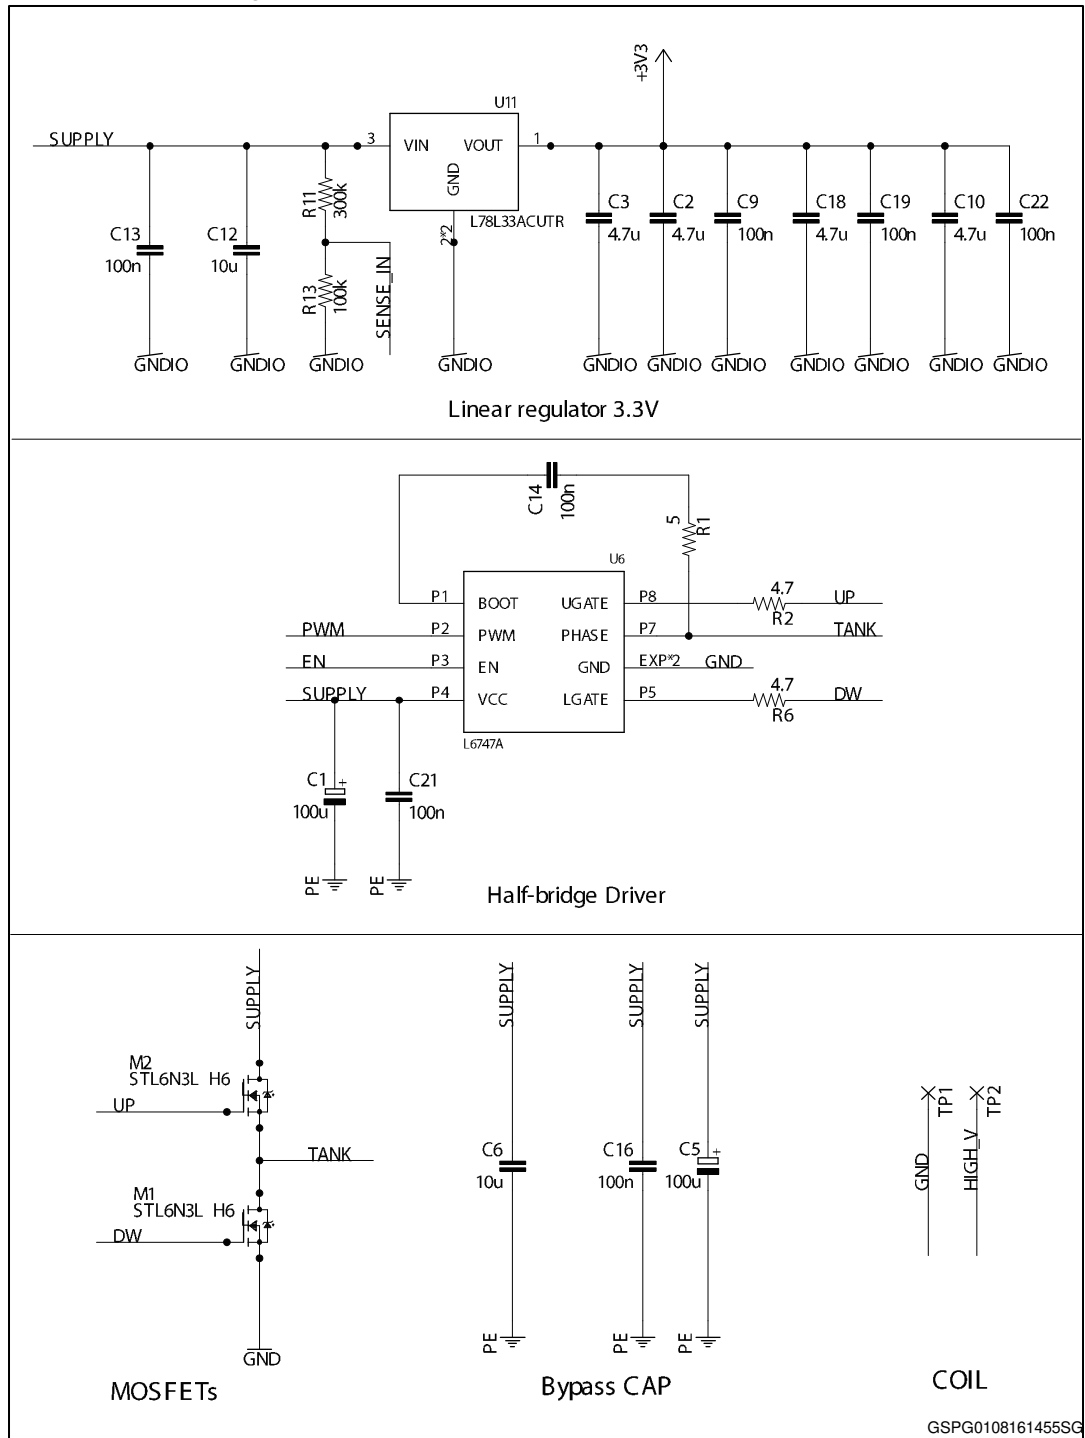 +3V3
U11
SUPPLY
3
VIN
VOUT
GND
1
2*2
L78L33ACUTR
C13
100n
C12
10u
R11
300k
R13
100k
SENSE_IN
C3
4.7u
C2
4.7u
C9
100n
C18
4.7u
C19
100n
C10
4.7u
C22
100n
GNDIO
GNDIO
GNDIO
GNDIO
GNDIO
GNDIO
GNDIO
GNDIO
GNDIO
GNDIO
GNDIO
Linear regulator 3.3V
C14
100n
5
R1
U6
P1
BOOT
UGATE
P8
4.7
R2
UP
PWM
P2
PWM
PHASE
P7
TANK
EN
P3
EN
GND
EXP*2
GND
SUPPLY
P4
VCC
LGATE
P5
4.7
R6
DW
L6747A
C1
+
100u
C21
100n
PE
PE
Half-bridge Driver
SUPPLY
M2
STL6N3L H6
UP
TANK
M1
STL6N3L H6
DW
GND
MOSFETs
SUPPLY
SUPPLY
SUPPLY
C6
10u
C16
100n
C5
+
100u
PE
PE
PE
Bypass CAP
TP1
TP2
GND
HIGH_V
COIL
GSPG0108161455SG